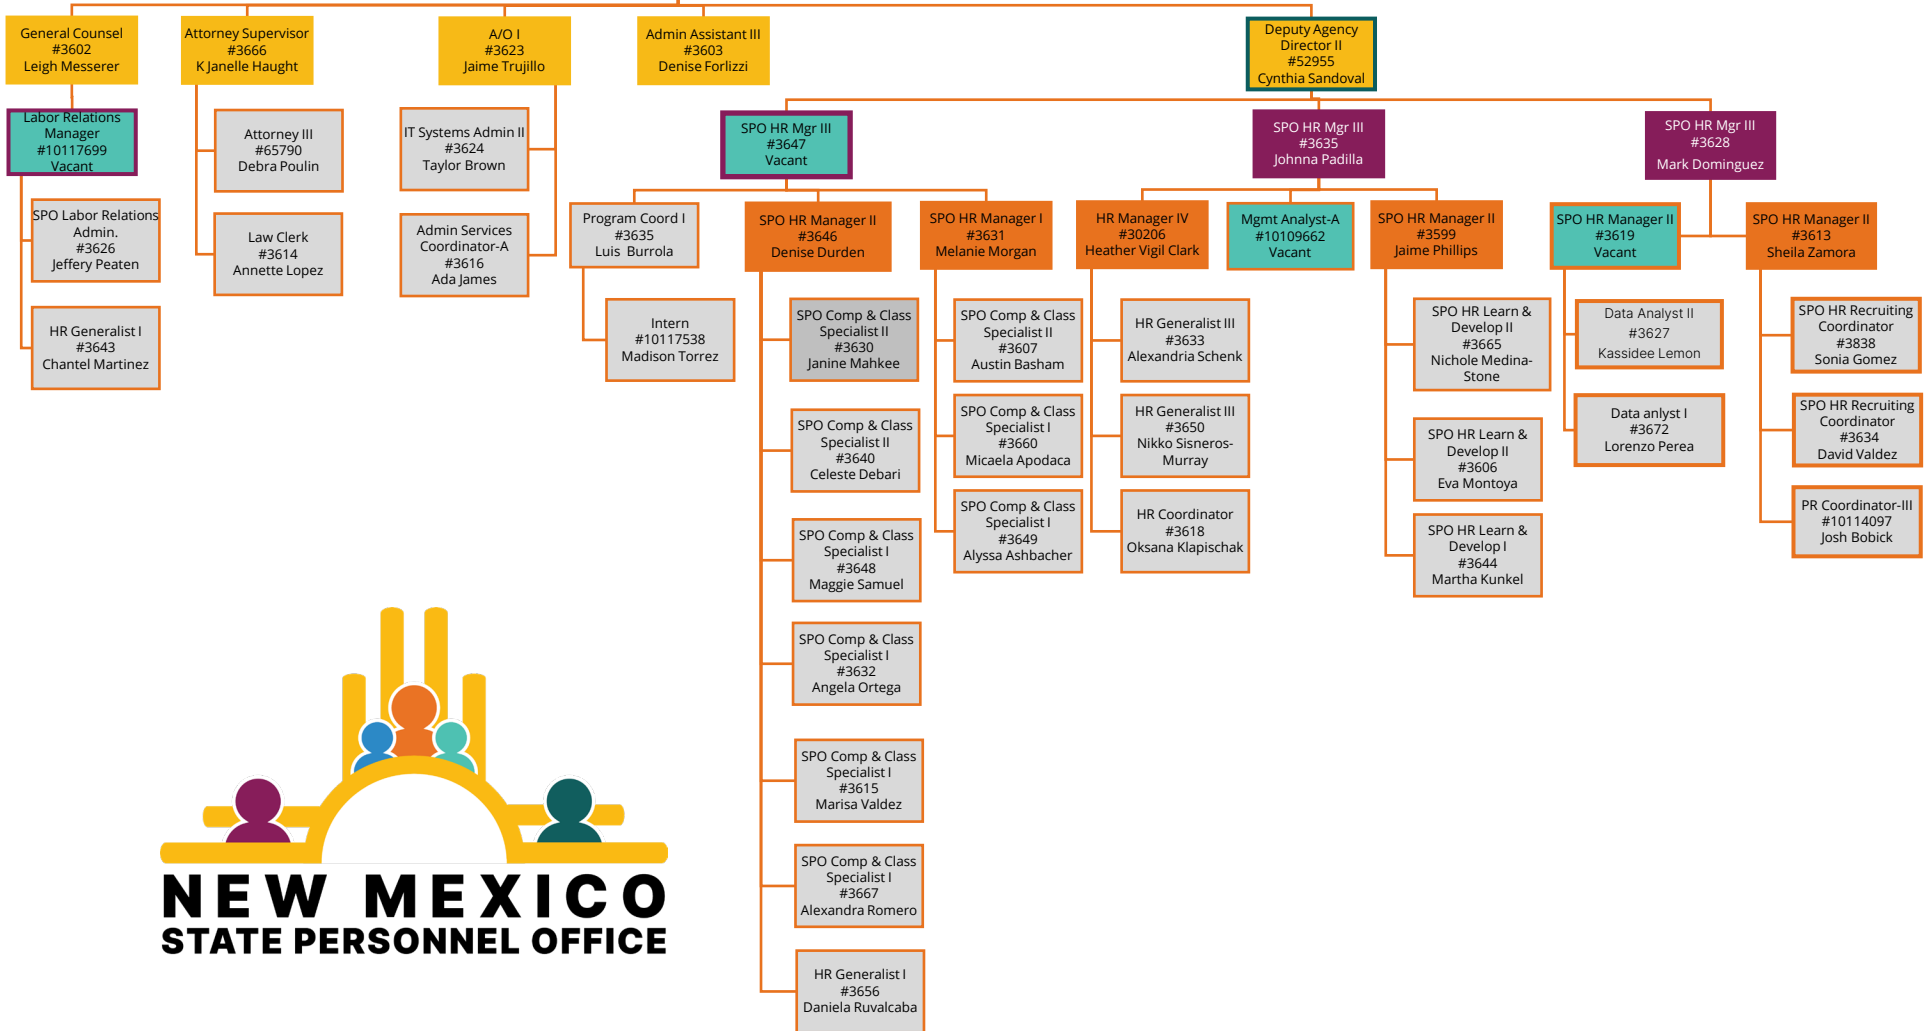 General Counsel
#3602
Leigh Messerer
Attorney Supervisor
#3666
K Janelle Haught
A/O I
#3623
Jaime Trujillo
Admin Assistant III
#3603
Denise Forlizzi
Deputy Agency
Director II
#52955
Cynthia Sandoval
Labor Relations
Manager
#10117699
Vacant
SPO Labor Relations
Admin.
#3626
Jeffery Peaten
HR Generalist I
#3643
Chantel Martinez
Attorney III
#65790
Debra Poulin
Law Clerk
#3614
Annette Lopez
IT Systems Admin II
#3624
Taylor Brown
Admin Services
Coordinator-A
#3616
Ada James
SPO HR Mgr III
#3647
Vacant
SPO HR Mgr III
#3635
Johnna Padilla
SPO HR Mgr III
#3628
Mark Dominguez
Program Coord I
#3635
Luis  Burrola
Intern
#10117538
Madison Torrez
SPO HR Manager II
#3646
Denise Durden
SPO Comp & Class
Specialist II
#3630
Janine Mahkee
SPO Comp & Class
Specialist II
#3640
Celeste Debari
SPO Comp & Class
Specialist I
#3648
Maggie Samuel
SPO Comp & Class
Specialist I
#3632
Angela Ortega
SPO Comp & Class
Specialist I
#3615
Marisa Valdez
SPO Comp & Class
Specialist I
#3667
Alexandra Romero
HR Generalist I
#3656
Daniela Ruvalcaba
SPO HR Manager I
#3631
Melanie Morgan
SPO Comp & Class
Specialist II
#3607
Austin Basham
SPO Comp & Class
Specialist I
#3660
Micaela Apodaca
SPO Comp & Class
Specialist I
#3649
Alyssa Ashbacher
HR Manager IV
#30206
Heather Vigil Clark
HR Generalist III
#3633
Alexandria Schenk
HR Generalist III
#3650
Nikko Sisneros-
Murray
HR Coordinator
#3618
Oksana Klapischak
Mgmt Analyst-A
#10109662
Vacant
SPO HR Manager II
#3599
Jaime Phillips
SPO HR Learn &
Develop II
#3665
Nichole Medina-
Stone
SPO HR Learn &
Develop II
#3606
Eva Montoya
SPO HR Learn &
Develop I
#3644
Martha Kunkel
SPO HR Manager II
#3619
Vacant
Data Analyst II
#3627
Kassidee Lemon
Data anlyst I
#3672
Lorenzo Perea
SPO HR Manager II
#3613
Sheila Zamora
SPO HR Recruiting
Coordinator
#3838
Sonia Gomez
SPO HR Recruiting
Coordinator
#3634
David Valdez
PR Coordinator-III
#10114097
Josh Bobick
NEW MEXICO
STATE PERSONNEL OFFICE